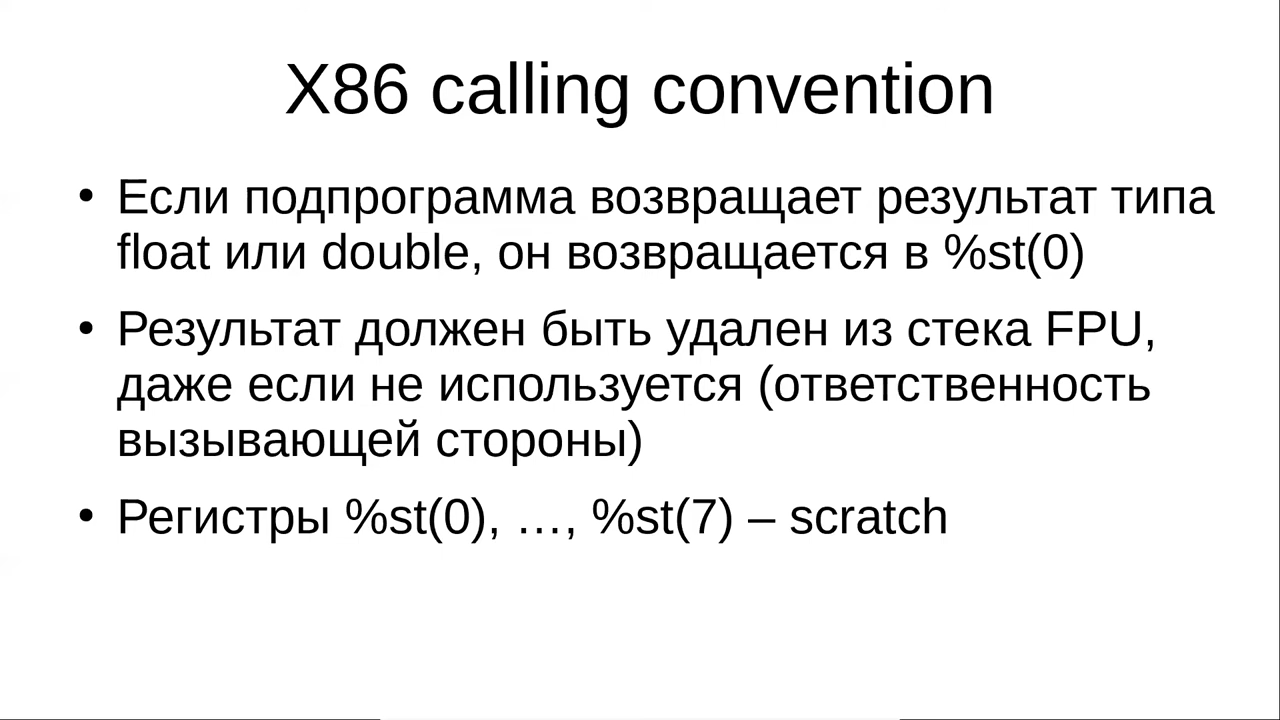 X86 calling convention
• Если подпрограмма возвращает результат типа
float или double, он возвращается в %st(0)
• Результат должен быть удален из стека FPU,
даже если не используется (ответственность
вызывающей стороны)
• Регистры %st(0), …, %st(7) – scratch